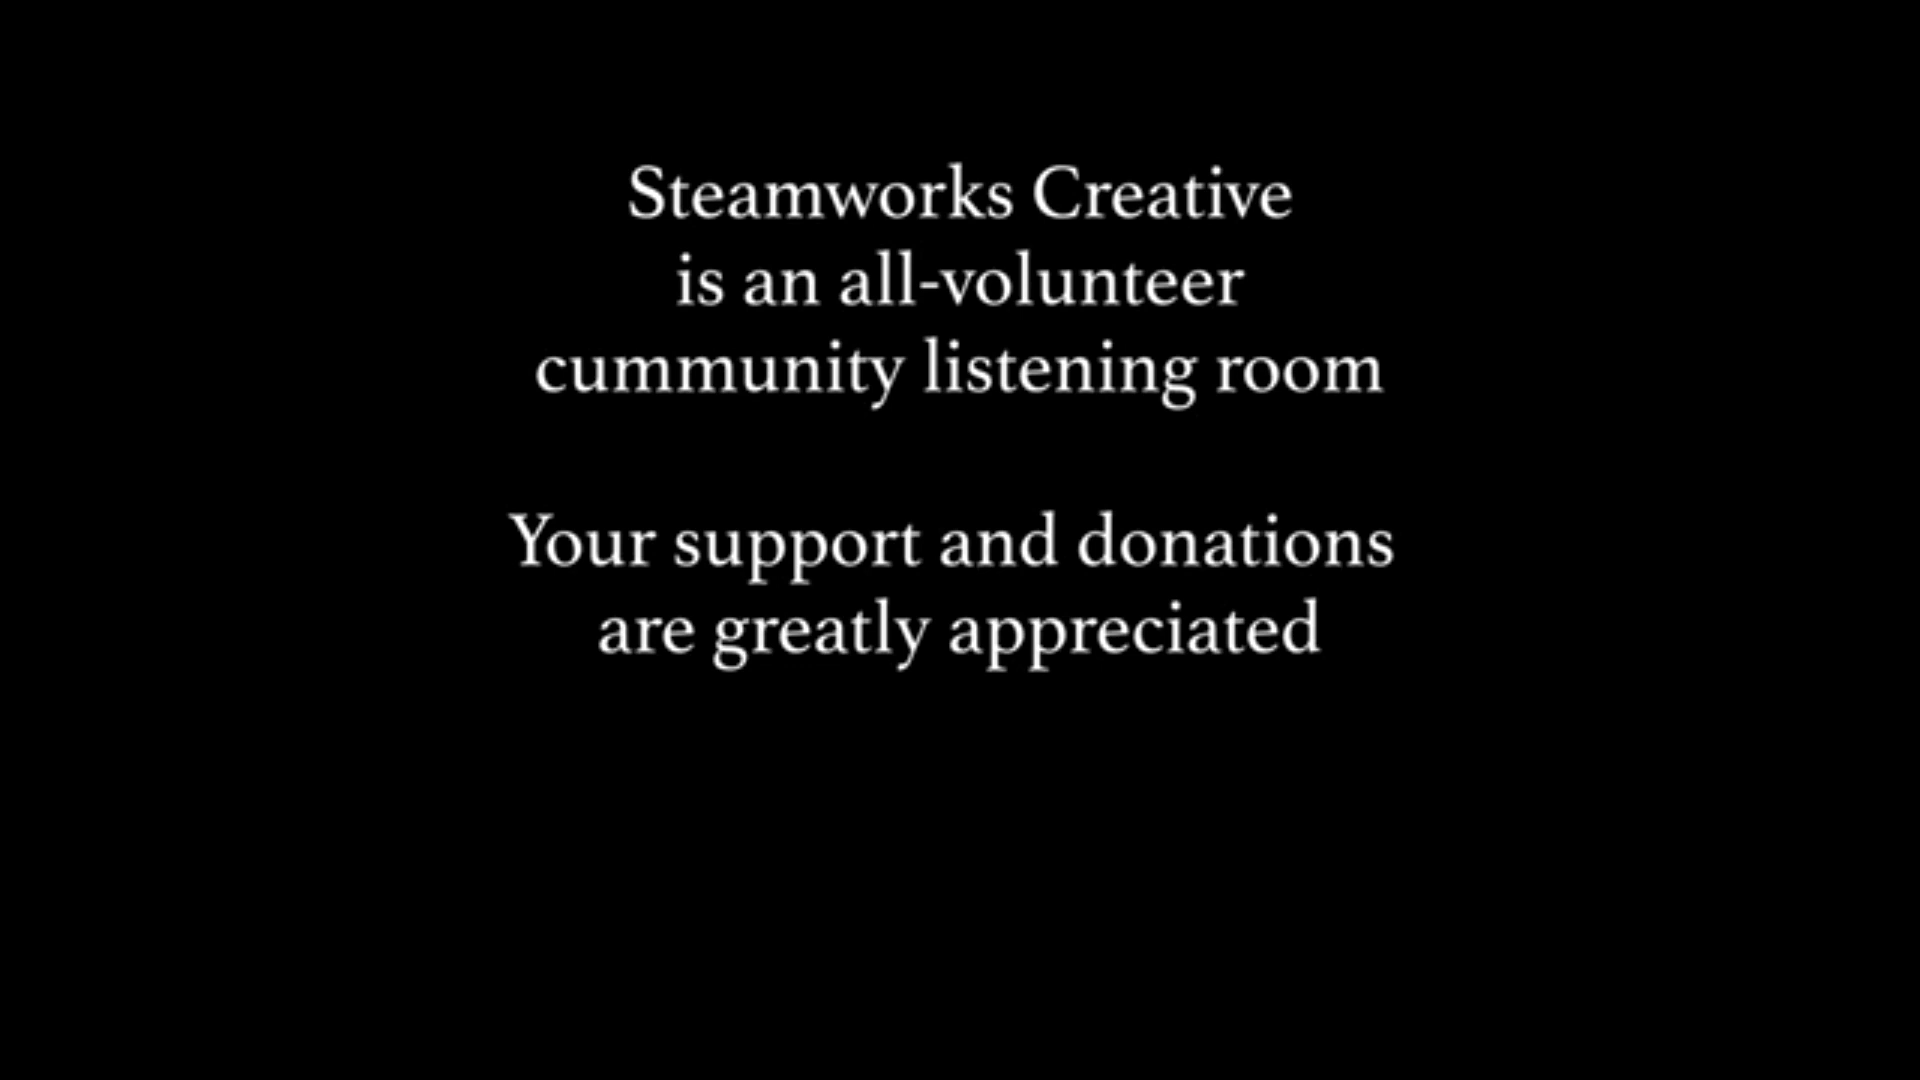 Steamworks Creative
is an all-volunteer
cummunity listening room
Your support and donations
are greatly appreciated